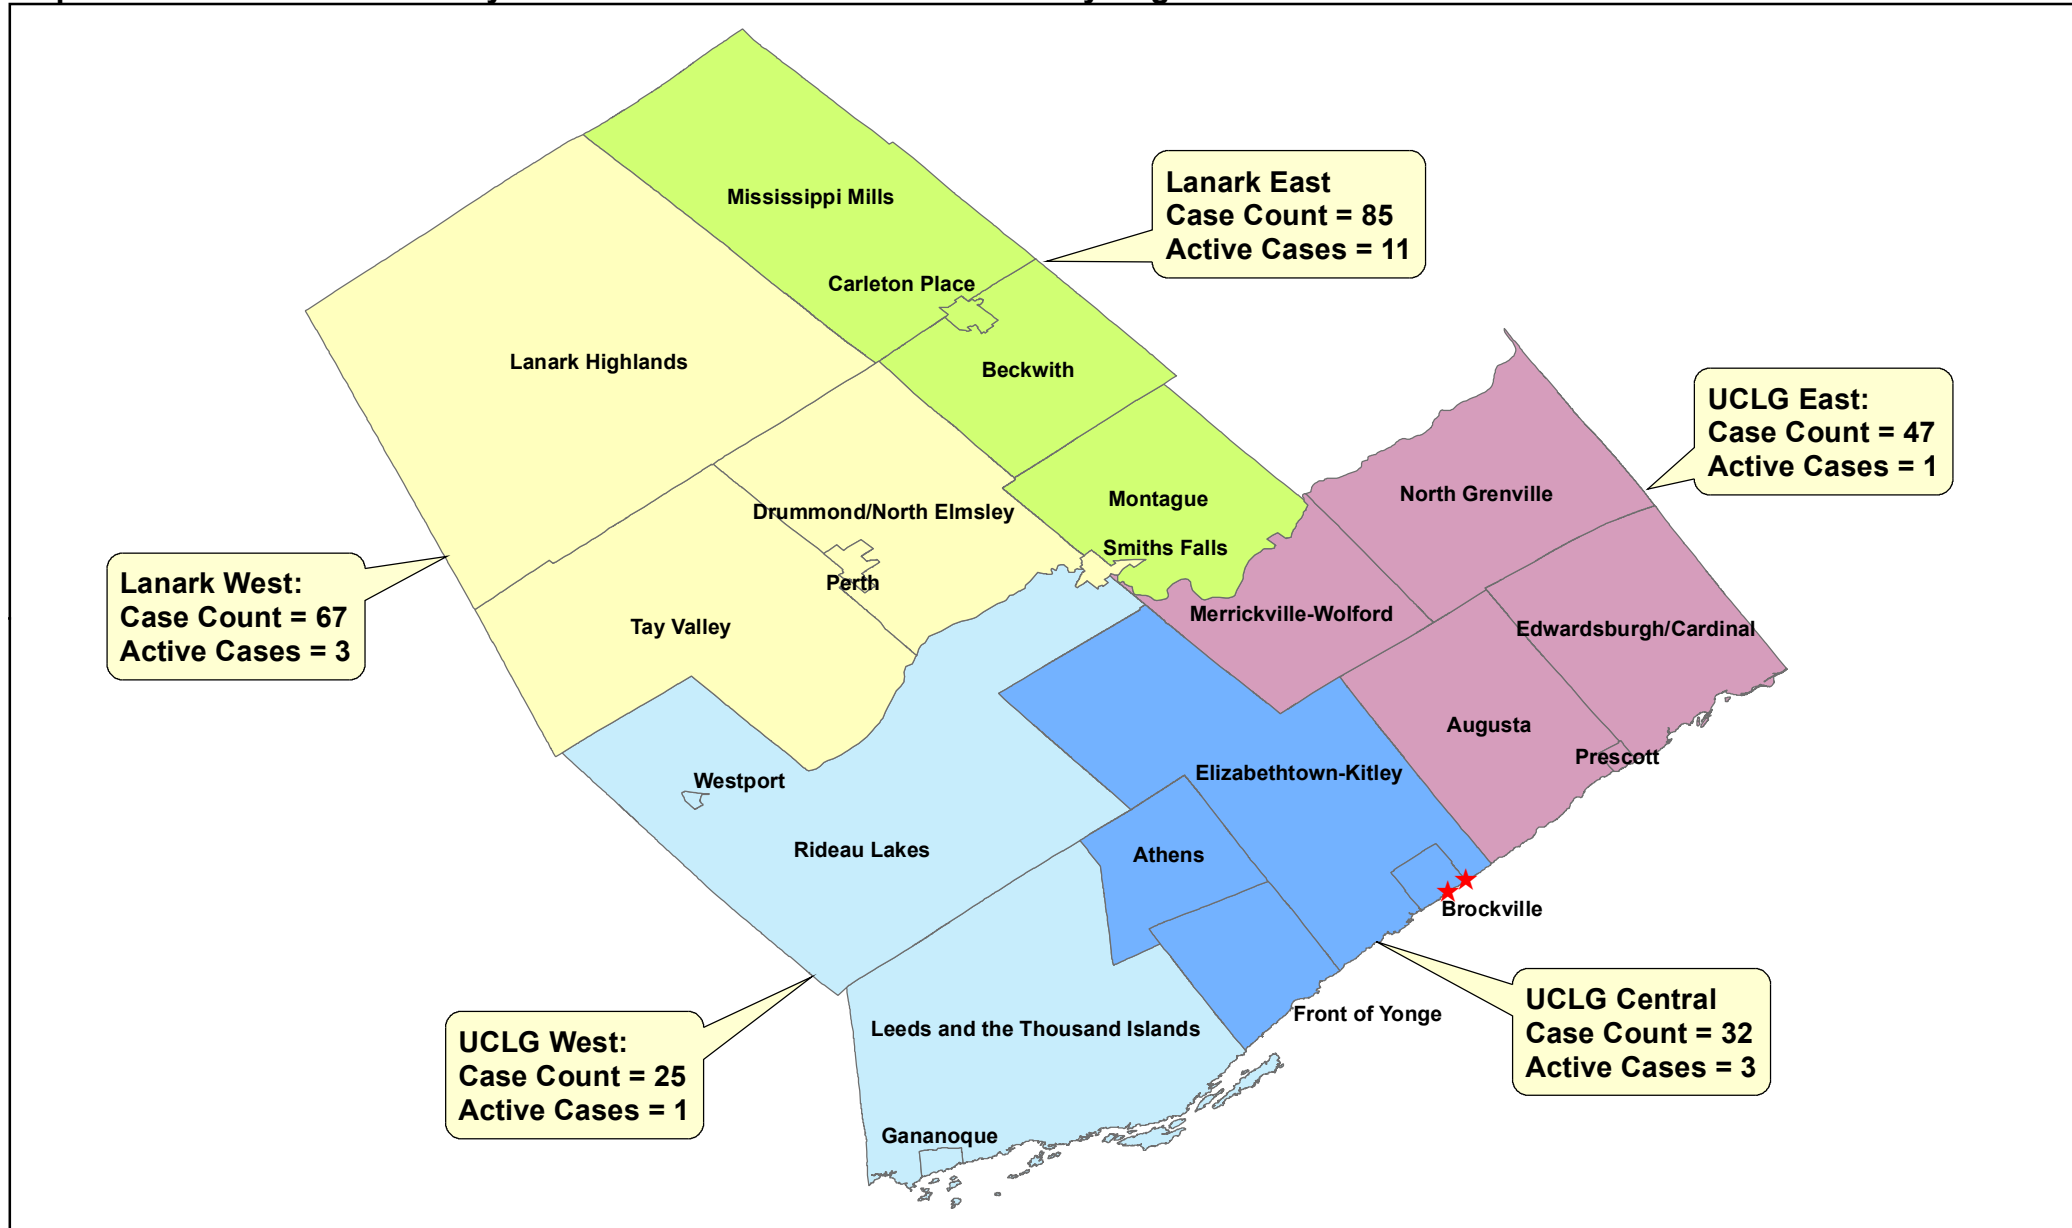 Mississippi Mills
Lanark East
Case Count = 85
Active Cases = 11
Carleton Place
Lanark Highlands
Beckwith
UCLG East:
Case Count = 47
Active Cases = 1
North Grenville
Montague
Drummond/North Elmsley
Smiths Falls
Perth
Lanark West:
Case Count = 67
Active Cases = 3
Tay Valley
Merrickville-Wolford
Edwardsburgh/Cardinal
Augusta
Prescott
Elizabethtown-Kitley
Westport
Rideau Lakes
Athens
Brockville
UCLG Central
Case Count = 32
Active Cases = 3
Front of Yonge
Leeds and the Thousand Islands
UCLG West:
Case Count = 25
Active Cases = 1
Gananoque